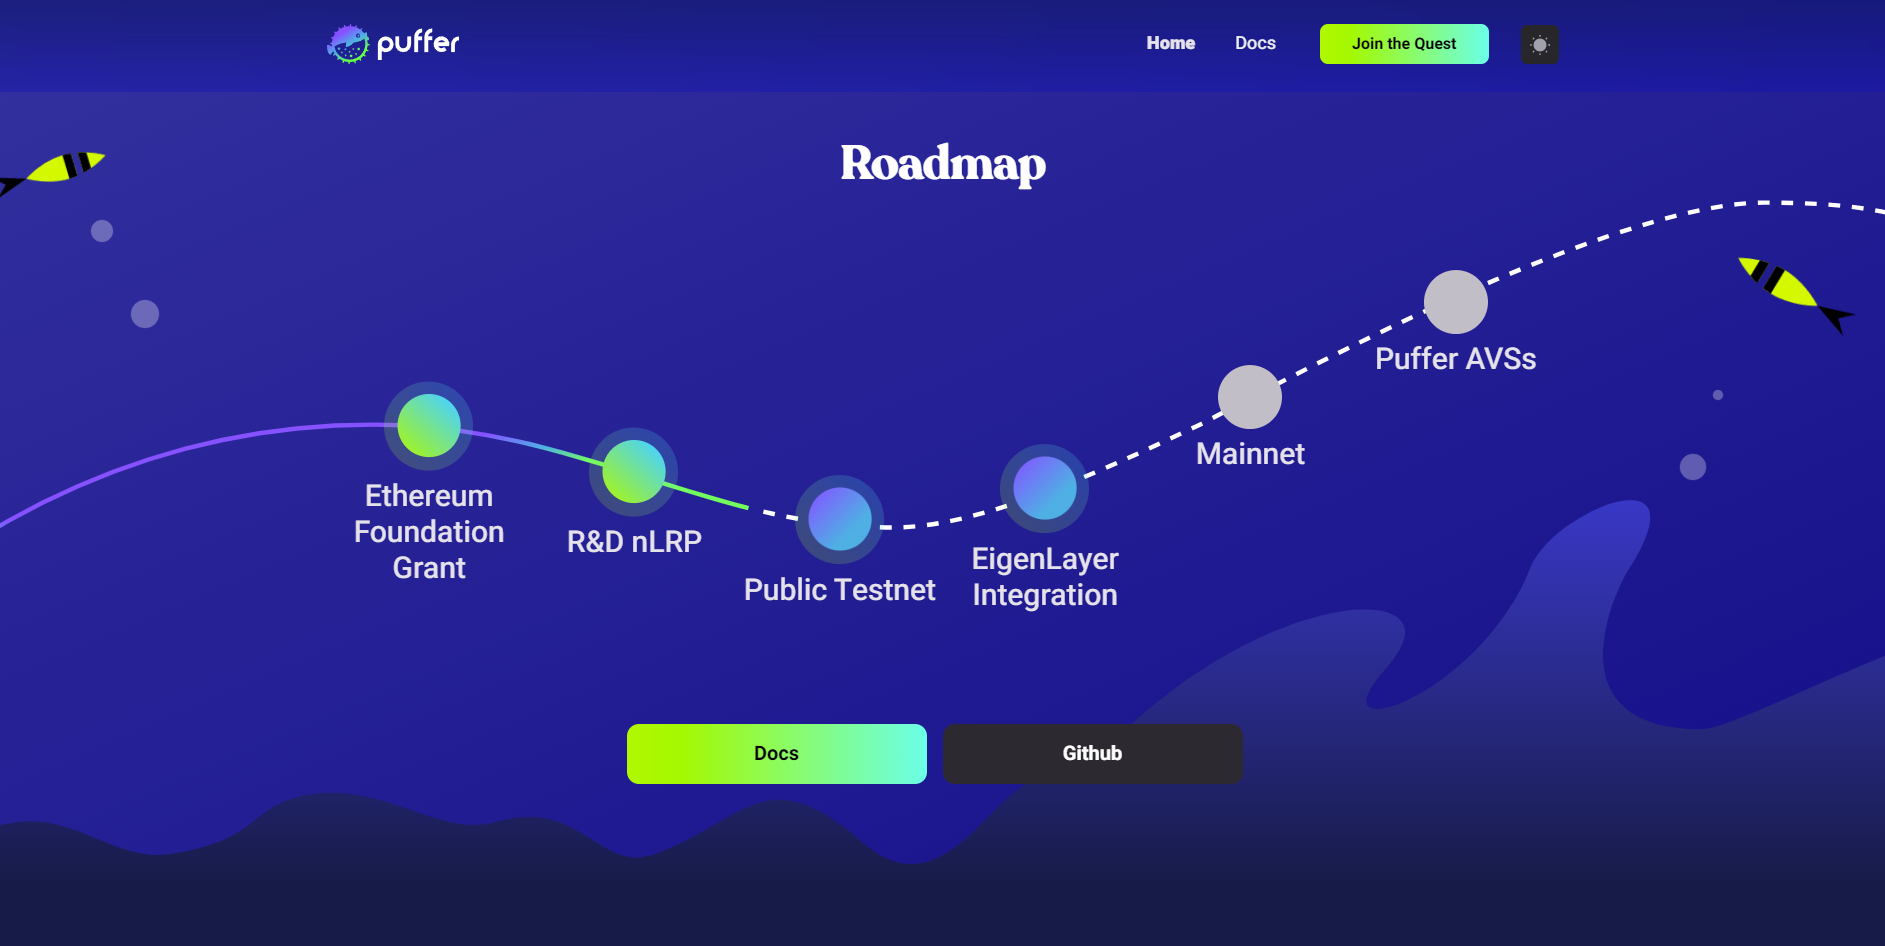 puffer
Home
Docs
Join the Quest
Roadmap
Puffer AVSs
Mainnet
Ethereum
Foundation
Grant
R&D nLRP
Public Testnet
EigenLayer
Integration
Docs
Github